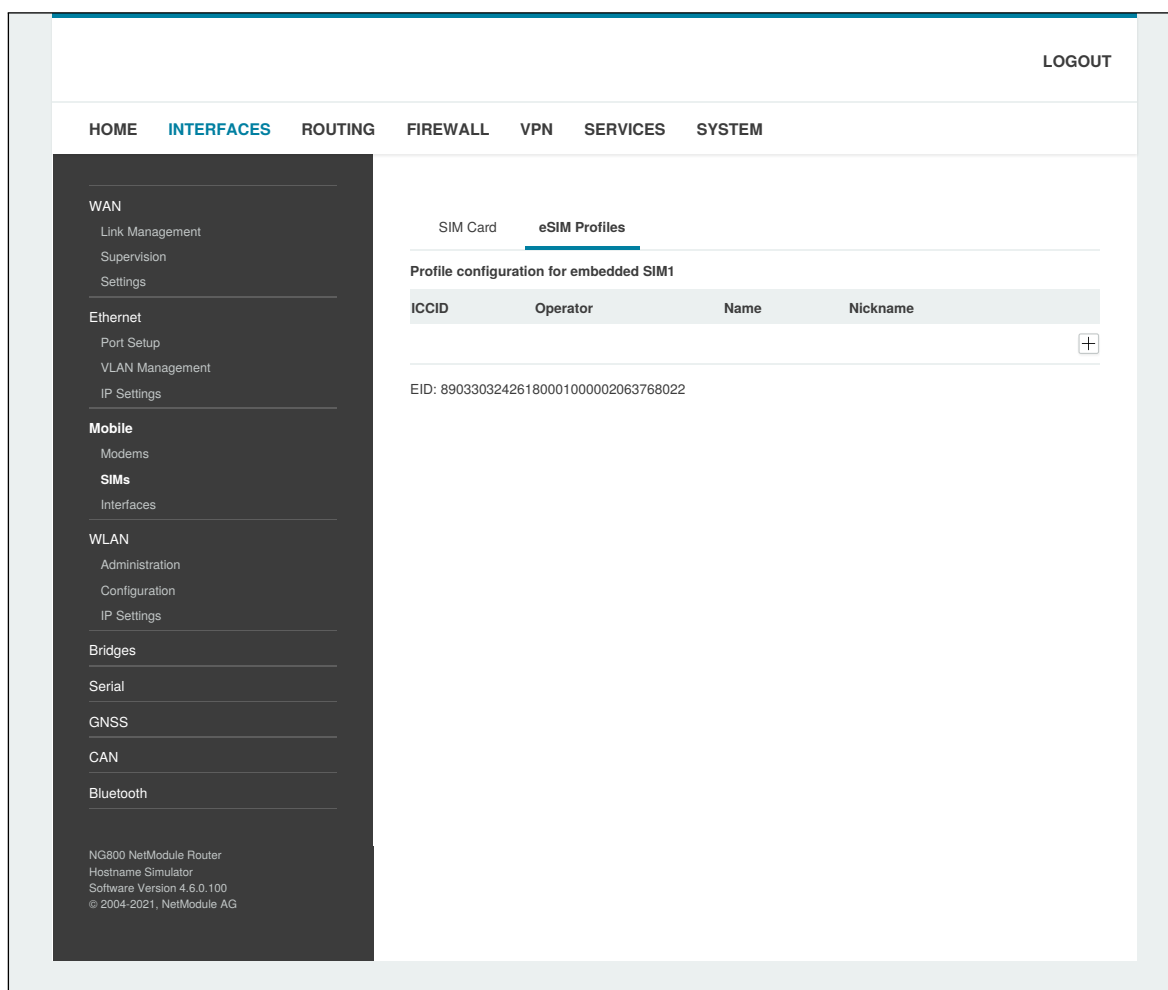 LOGOUT
HOME INTERFACES ROUTING FIREWALL VPN SERVICES SYSTEM
WAN
Link Management
Supervision
Settings
Ethernet
Port Setup
VLAN Management
IP Settings
Mobile
Modems
SIMs
Interfaces
WLAN
Administration
Configuration
IP Settings
Bridges
Serial
GNSS
CAN
Bluetooth
NG800 NetModule Router
Hostname Simulator
Software Version 4.6.0.100
© 2004-2021, NetModule AG
SIM Card eSIM Profiles
Profile configuration for embedded SIM1
ICCID Operator Name Nickname
EID: 89033032426180001000002063768022